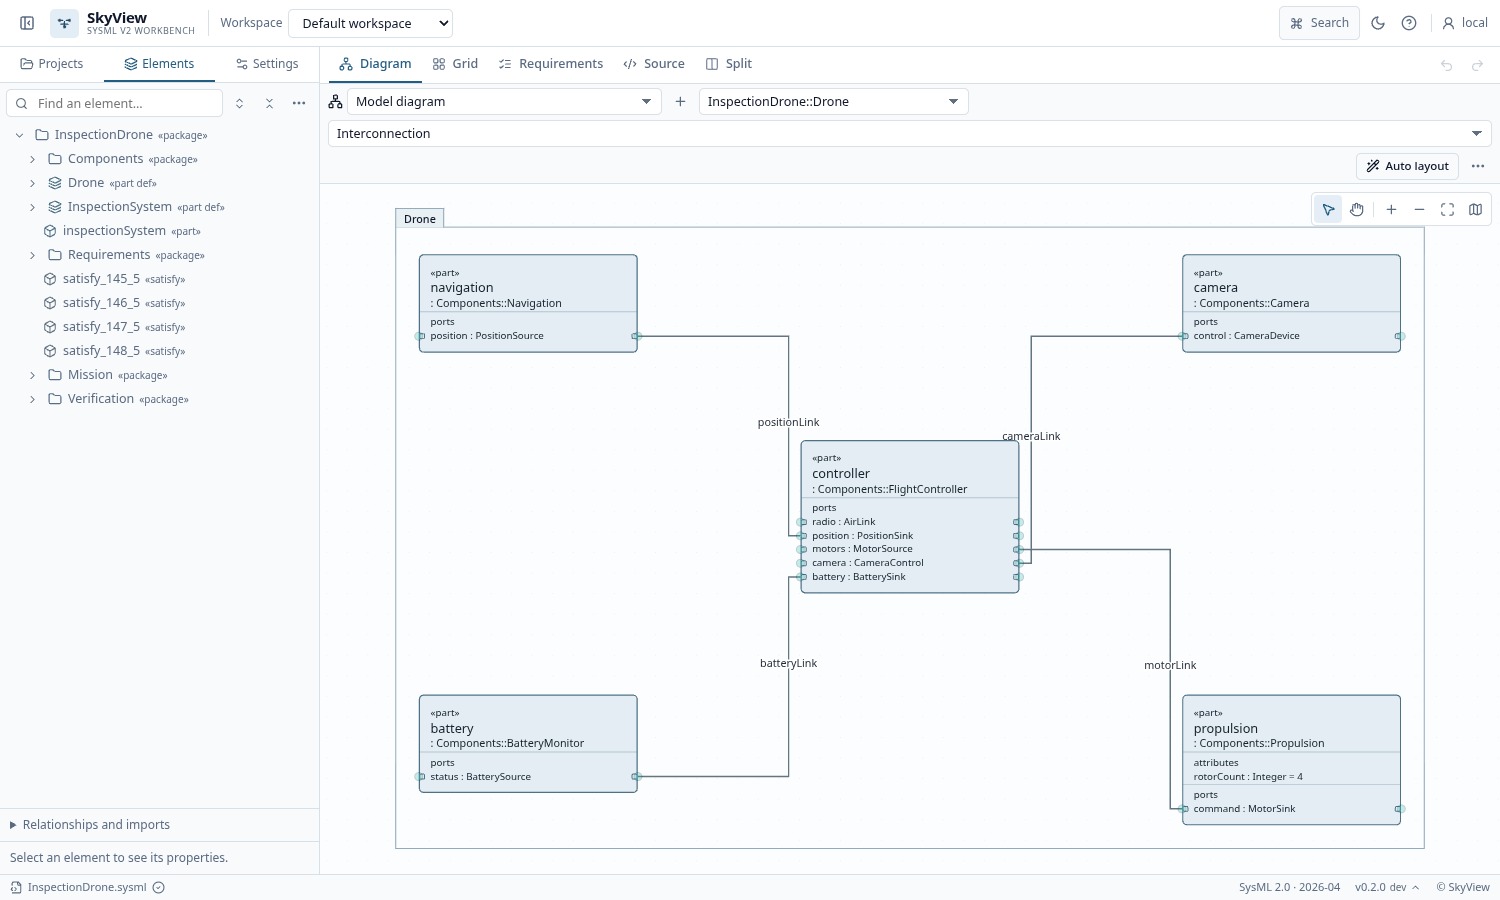 SkyView
SYSML V2 WORKBENCH
Workspace
Default workspace
Search
local
Projects
Elements
Settings
Diagram
Grid
Requirements
Source
Split
Find an element...
Model diagram
InspectionDrone::Drone
Interconnection
Auto layout
InspectionDrone «package»
Components «package»
Drone «part def»
InspectionSystem «part def»
inspectionSystem «part»
Requirements «package»
satisfy_145_5 «satisfy»
satisfy_146_5 «satisfy»
satisfy_147_5 «satisfy»
satisfy_148_5 «satisfy»
Mission «package»
Verification «package»
Relationships and imports
Select an element to see its properties.
Drone
«part»
navigation
: Components::Navigation
ports
position : PositionSource
«part»
camera
: Components::Camera
ports
control : CameraDevice
positionLink
cameraLink
«part»
controller
: Components::FlightController
ports
radio : AirLink
position : PositionSink
motors : MotorSource
camera : CameraControl
battery : BatterySink
batteryLink
motorLink
«part»
battery
: Components::BatteryMonitor
ports
status : BatterySource
«part»
propulsion
: Components::Propulsion
attributes
rotorCount : Integer = 4
ports
command : MotorSink
InspectionDrone.sysml
SysML 2.0 · 2026-04
v0.2.0 dev
© SkyView